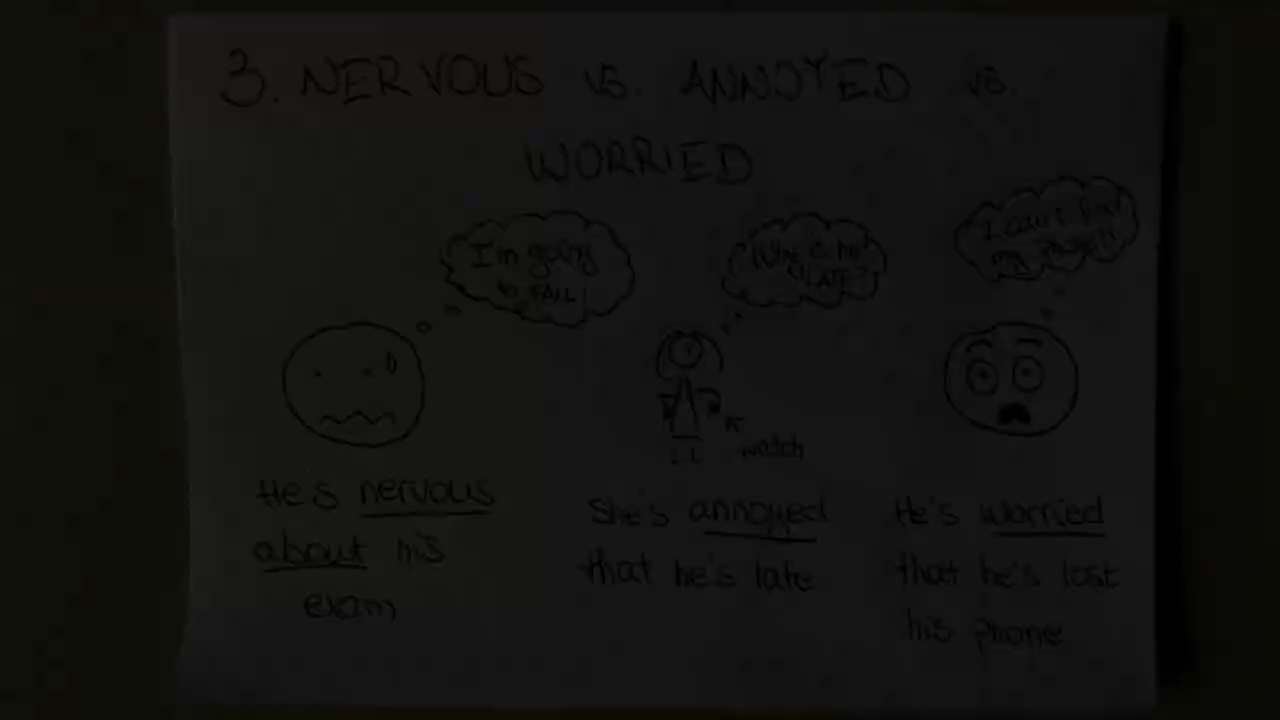 3. NERVOUS vs. ANNOYED vs.
WORRIED
I'm going
to FAIL!
Why is he
LATE?
I can't find
my PHONE!!
watch
He's nervous
about his
exam
She's annoyed
that he's late
He's worried
that he's lost
his phone